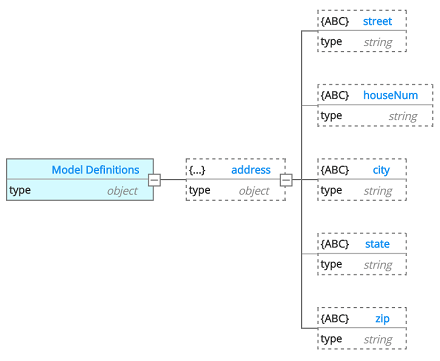 {ABC} street
type string
{ABC} houseNum
type string
Model Definitions
type object
{...} address
type object
{ABC} city
type string
{ABC} state
type string
{ABC} zip
type string